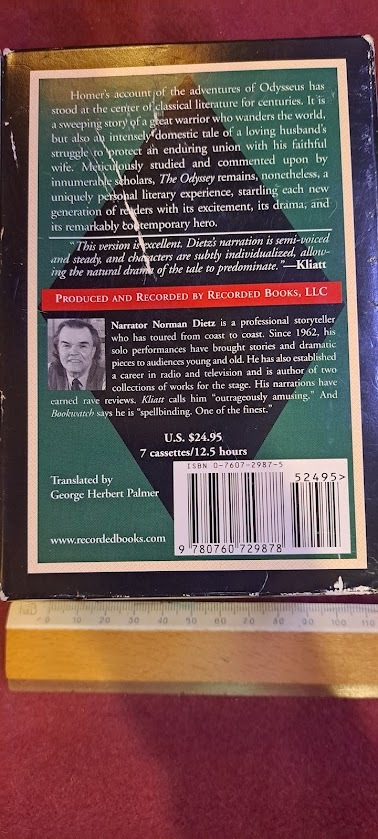 Homer's account of the adventures of Odysseus has
stood at the center of classical literature for centuries. It is
a sweeping story of a great warrior who wanders the world,
but also an intensely domestic tale of a loving husband's
struggle to protect an enduring union with his faithful
wife. Meticulously studied and commented upon by
innumerable scholars, The Odyssey remains, nonetheless, a
uniquely personal literary experience, startling each new
generation of readers with its excitement, its drama, and
its remarkably contemporary hero.
"This version is excellent. Dietz's narration is semi-voiced
and steady, and characters are subtly individualized, allow-
ing the natural drama of the tale to predominate."—Kliatt
PRODUCED AND RECORDED BY RECORDED BOOKS, LLC
Narrator Norman Dietz is a professional storyteller
who has toured from coast to coast. Since 1962, his
solo performances have brought stories and dramatic
pieces to audiences young and old. He has also established
a career in radio and television and is author of two
collections of works for the stage. His narrations have
earned rave reviews. Kliatt calls him "outrageously amusing." And
Bookwatch says he is "spellbinding. One of the finest."
U.S. $24.95
7 cassettes/12.5 hours
Translated by
George Herbert Palmer
www.recordedbooks.com
ISBN 0-7607-2987-5
52495>
9 780760 729878
0 10 20 30 40 50 60 70 80 90 100 110